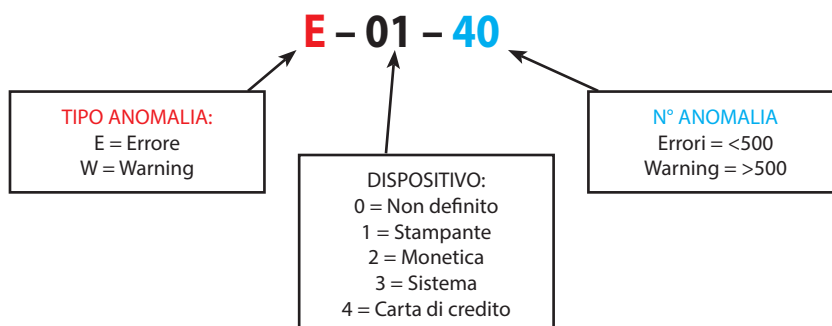 E – 01 – 40
TIPO ANOMALIA:
E = Errore
W = Warning
DISPOSITIVO:
0 = Non definito
1 = Stampante
2 = Monetica
3 = Sistema
4 = Carta di credito
N° ANOMALIA
Errori = <500
Warning = >500